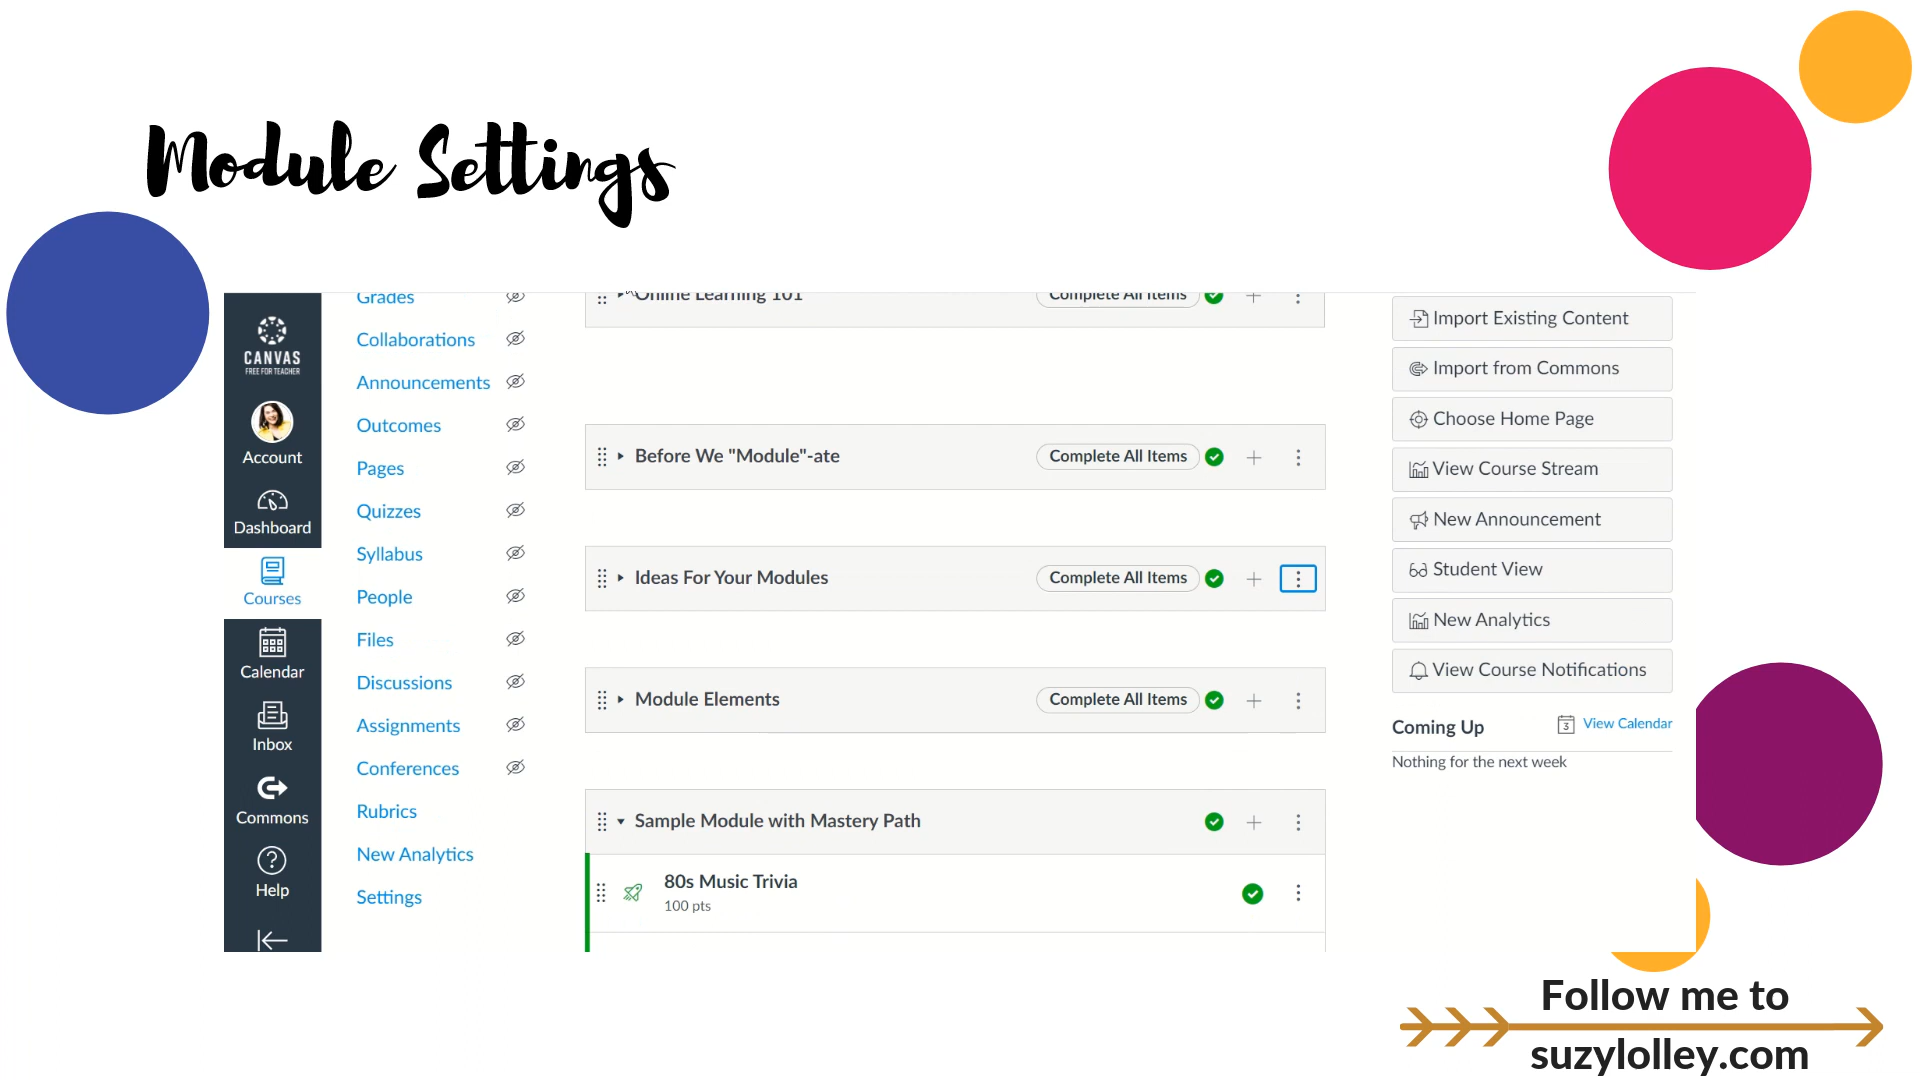 Module Settings
CANVAS
FREE FOR TEACHER
Account
Dashboard
Courses
Calendar
Inbox
Commons
Help
Grades
Collaborations
Announcements
Outcomes
Pages
Quizzes
Syllabus
People
Files
Discussions
Assignments
Conferences
Rubrics
New Analytics
Settings
Online Learning 101 Complete All Items
Before We "Module"-ate Complete All Items
Ideas For Your Modules Complete All Items
Module Elements Complete All Items
Sample Module with Mastery Path
80s Music Trivia
100 pts
Import Existing Content
Import from Commons
Choose Home Page
View Course Stream
New Announcement
Student View
New Analytics
View Course Notifications
Coming Up 3 View Calendar
Nothing for the next week
Follow me to
suzylolley.com